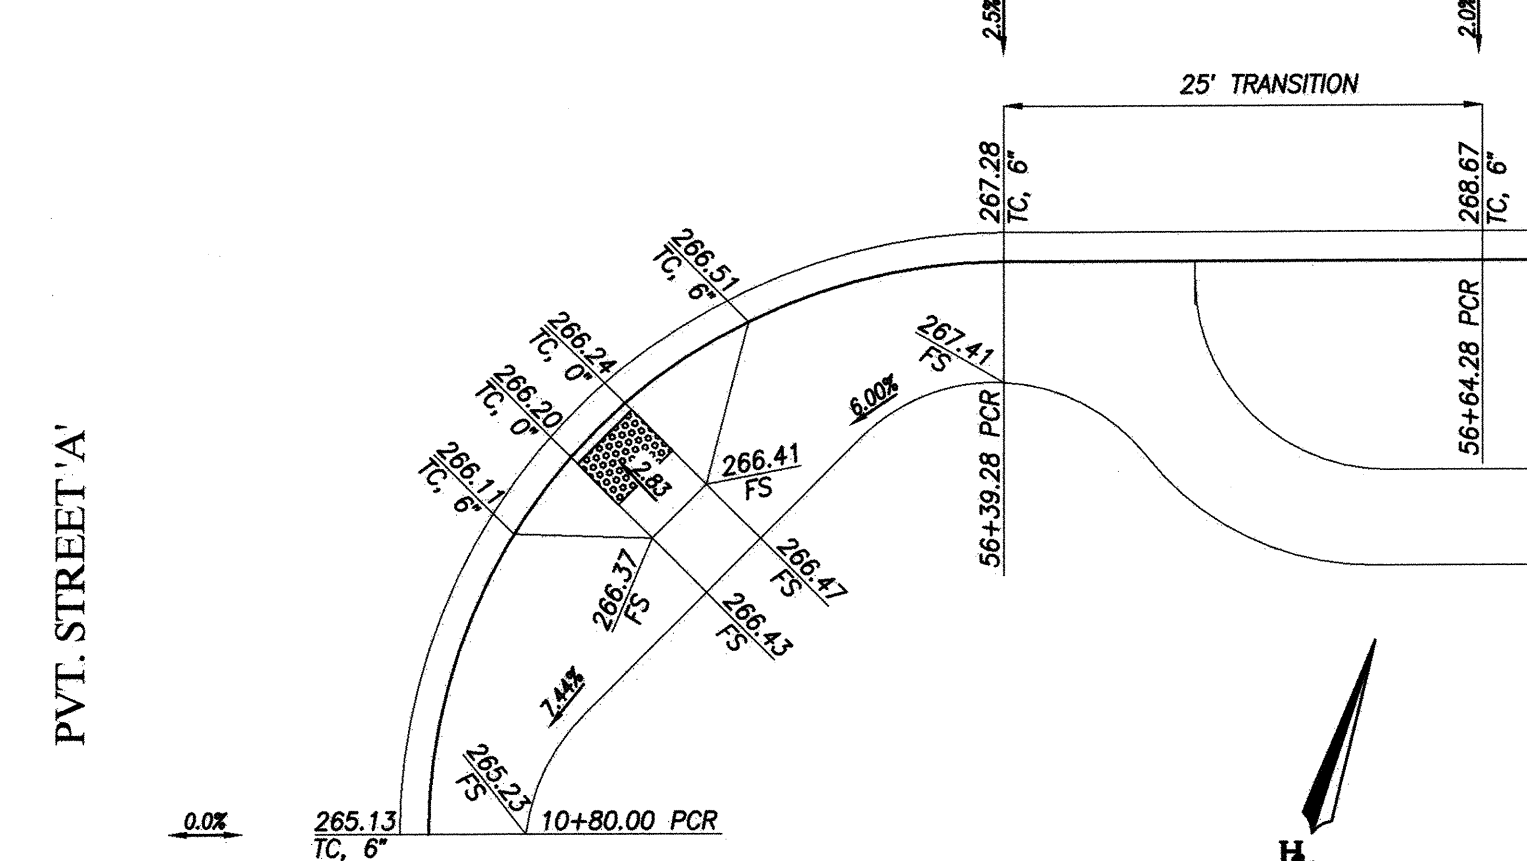 2.5%
2.0%
25' TRANSITION
267.28
TC, 6"
268.67
TC, 6"
266.51
TC, 6"
266.24
TC, 0"
266.20
TC, 0"
266.11
TC, 6"
2.83
266.41
FS
267.41
FS
6.00%
56+39.28 PCR
56+64.28 PCR
266.37
FS
266.47
FS
266.43
FS
7.44%
265.23
FS
PVT. STREET 'A'
0.0%
265.13
TC, 6"
10+80.00 PCR